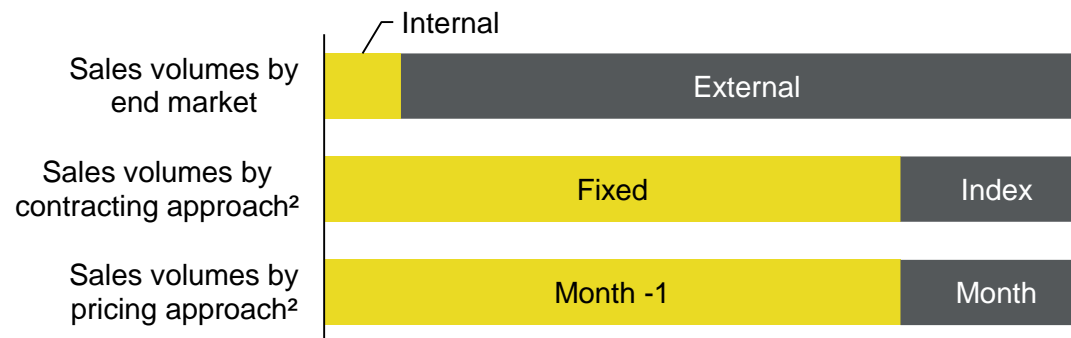 Internal
Sales volumes by
end market
External
Sales volumes by
contracting approach²
Fixed
Index
Sales volumes by
pricing approach²
Month -1
Month